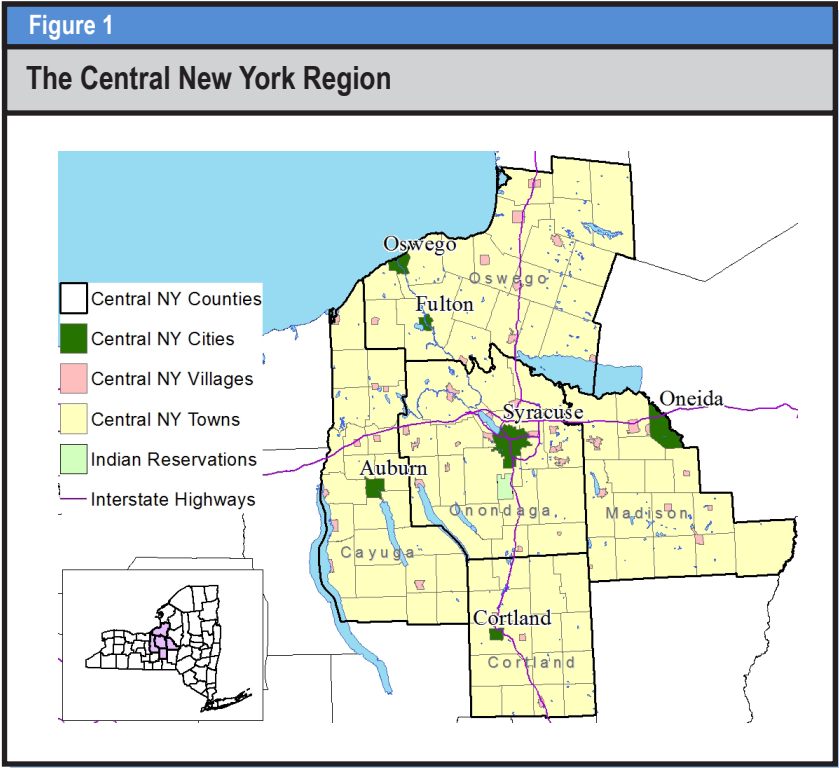 Figure 1
The Central New York Region
Oswego
Oswego
Fulton
Central NY Counties
Central NY Cities
Central NY Villages
Central NY Towns
Indian Reservations
Interstate Highways
Oneida
Syracuse
Auburn
Onondaga
Madison
Cayuga
Cortland
Cortland